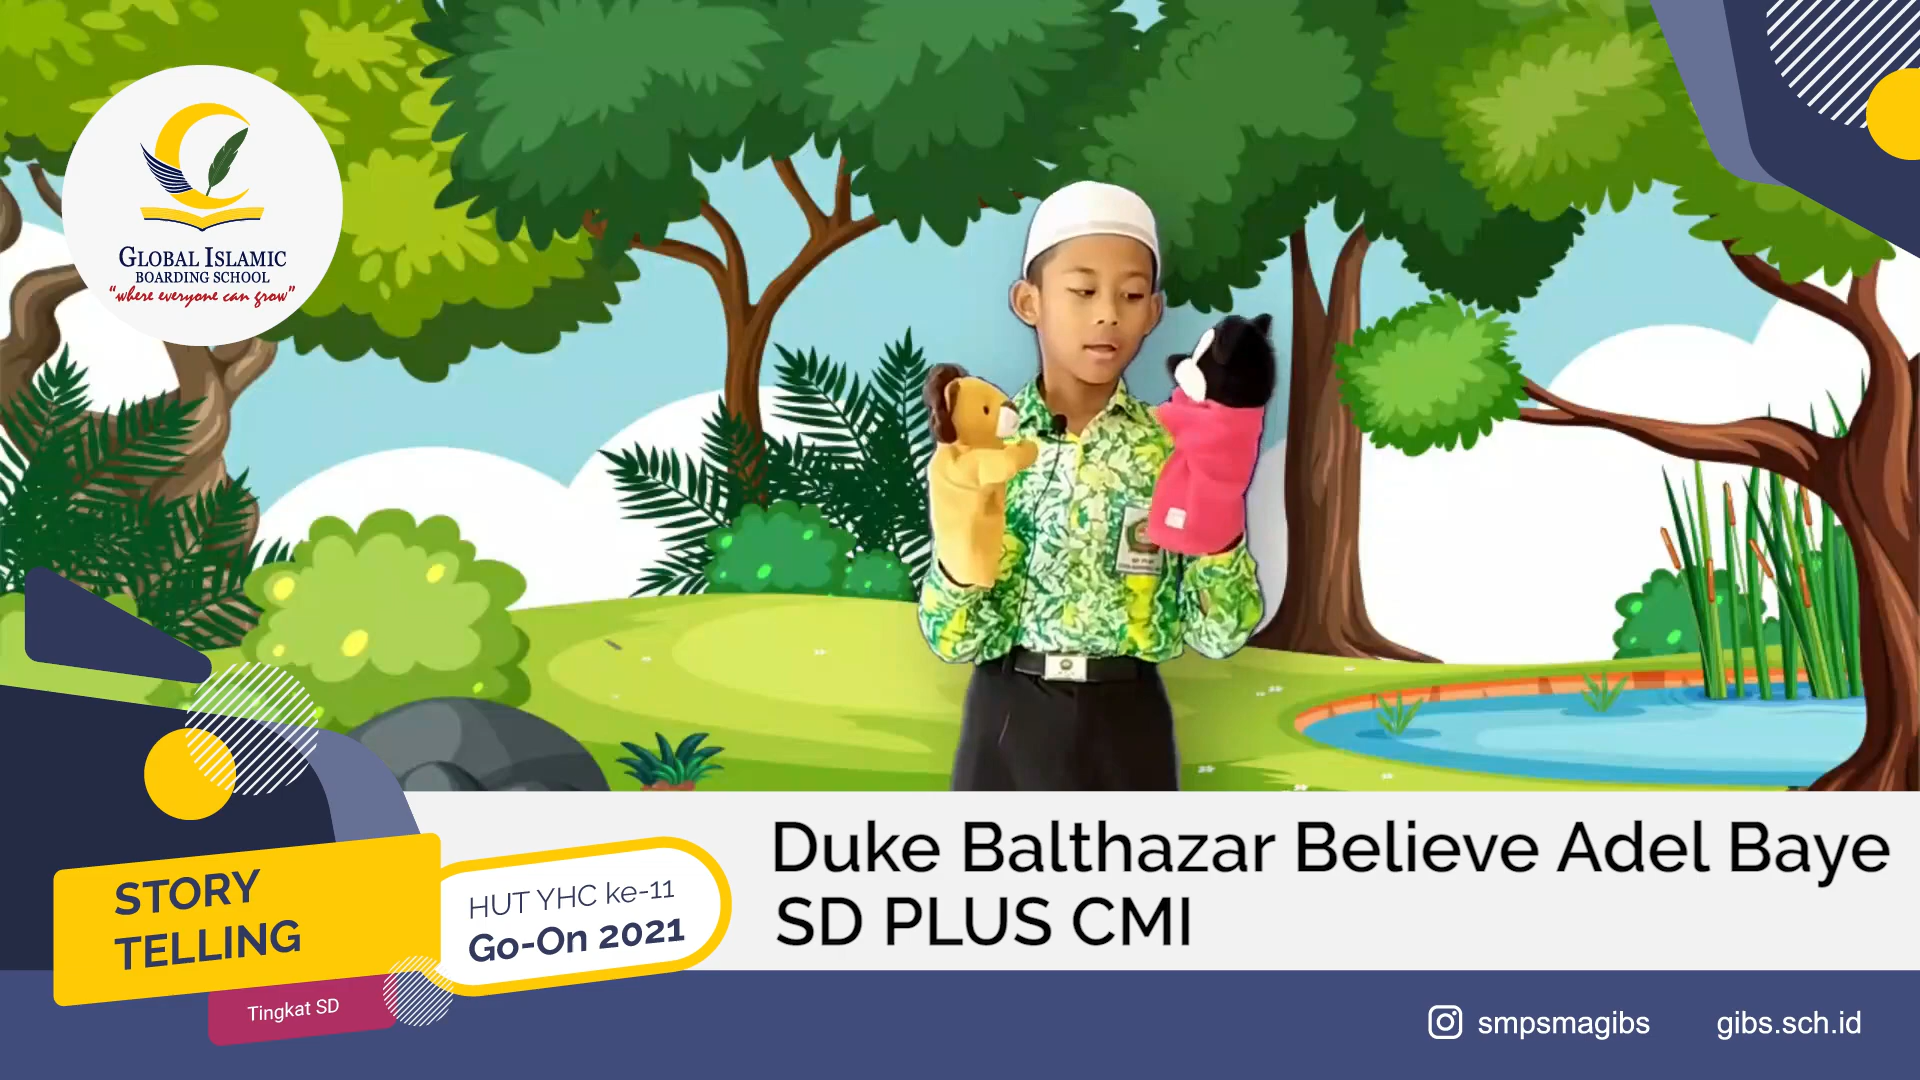 GLOBAL ISLAMIC
BOARDING SCHOOL
"where everyone can grow"
Duke Balthazar Believe Adel Baye
SD PLUS CMI
STORY
TELLING
HUT YHC ke-11
Go-On 2021
Tingkat SD
smpsmagibs
gibs.sch.id